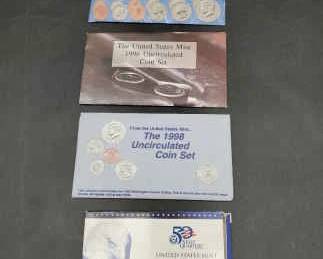 The United States Mint
1996 Uncirculated
Coin Set
From the United States Mint...
The 1998
Uncirculated
Coin Set
50
STATE
QUARTERS
UNITED STATES MINT